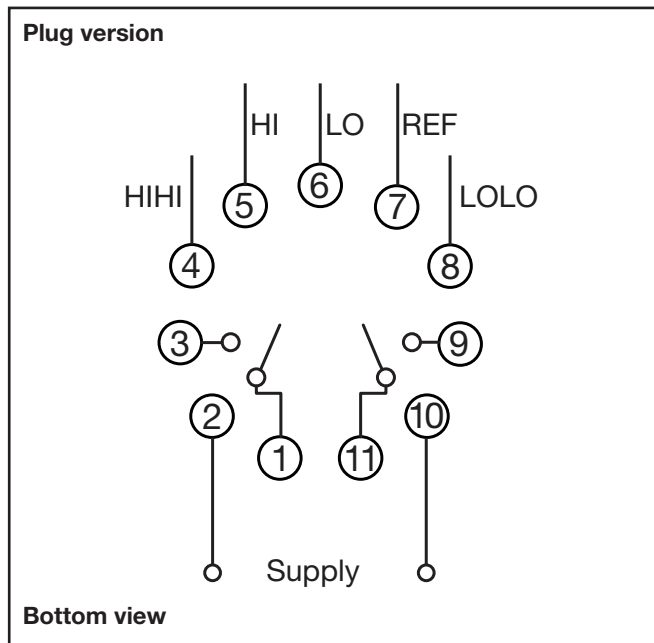 Plug version
HI LO REF
HIHI 5 6 7 LOLO
4 8
3 9
2 10
1 11
Supply
Bottom view